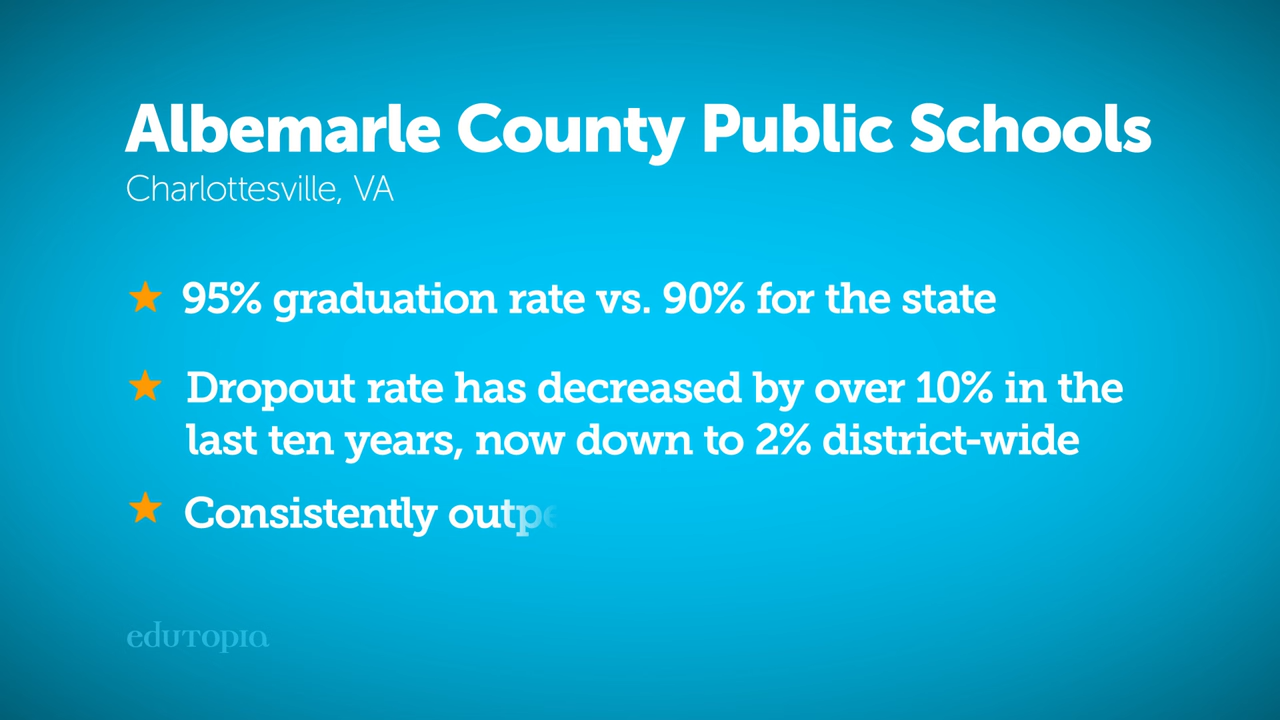 Albemarle County Public Schools
Charlottesville, VA
★ 95% graduation rate vs. 90% for the state
★ Dropout rate has decreased by over 10% in the
last ten years, now down to 2% district-wide
★ Consistently outpe
edutopia